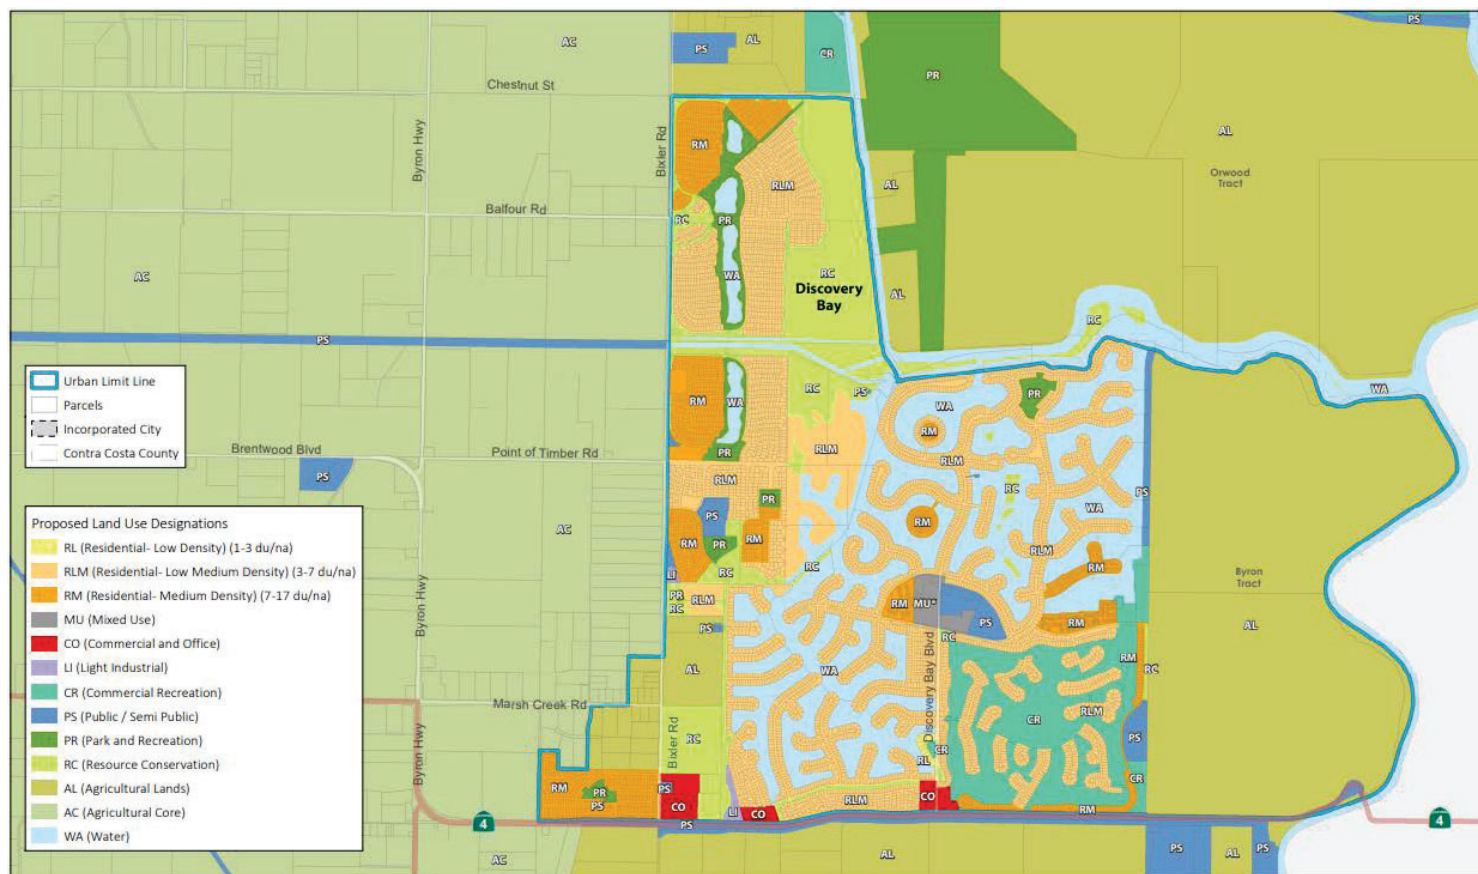 PS
AC
PS
AL
CR
PR
Chestnut St
Byron Hwy
Bixler Rd
RM
RLM
AL
AL
Orwood
Tract
Balfour Rd
RC
PR
AC
WA
RC
Discovery
Bay
AL
RC
PS
Urban Limit Line
Parcels
Incorporated City
Contra Costa County
RM
WA
RC
PS
WA
PR
WA
RM
Brentwood Blvd
Point of Timber Rd
PR
RLM
RLM
PS
RLM
PR
RC
WA
PS
PS
AC
RM
PR
RM
RM
RLM
RC
RC
LI
RM
Byron
Tract
AL
PR
RC
RLM
RM
MU*
PS
RM
PS
RC
Byron Hwy
AL
WA
RM
RC
Marsh Creek Rd
Bixler Rd
RC
Discovery Bay Blvd
CR
RLM
CR
RL
PS
Byron Hwy
RM
PR
PS
PS
CO
LI
CO
RLM
CO
RM
CR
4
PS
4
AC
AL
PS
AL
PS
Proposed Land Use Designations
RL (Residential- Low Density) (1-3 du/na)
RLM (Residential- Low Medium Density) (3-7 du/na)
RM (Residential- Medium Density) (7-17 du/na)
MU (Mixed Use)
CO (Commercial and Office)
LI (Light Industrial)
CR (Commercial Recreation)
PS (Public / Semi Public)
PR (Park and Recreation)
RC (Resource Conservation)
AL (Agricultural Lands)
AC (Agricultural Core)
WA (Water)